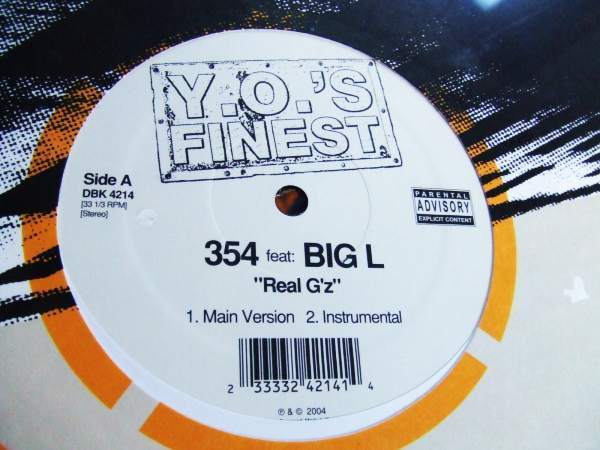 Y.O.'S
FINEST
Side A
DBK 4214
[33 1/3 RPM]
[Stereo]
PARENTAL
ADVISORY
EXPLICIT CONTENT
354 feat: BIG L
"Real G'z"
1. Main Version 2. Instrumental
2 33332 42141 4
℗ & © 2004